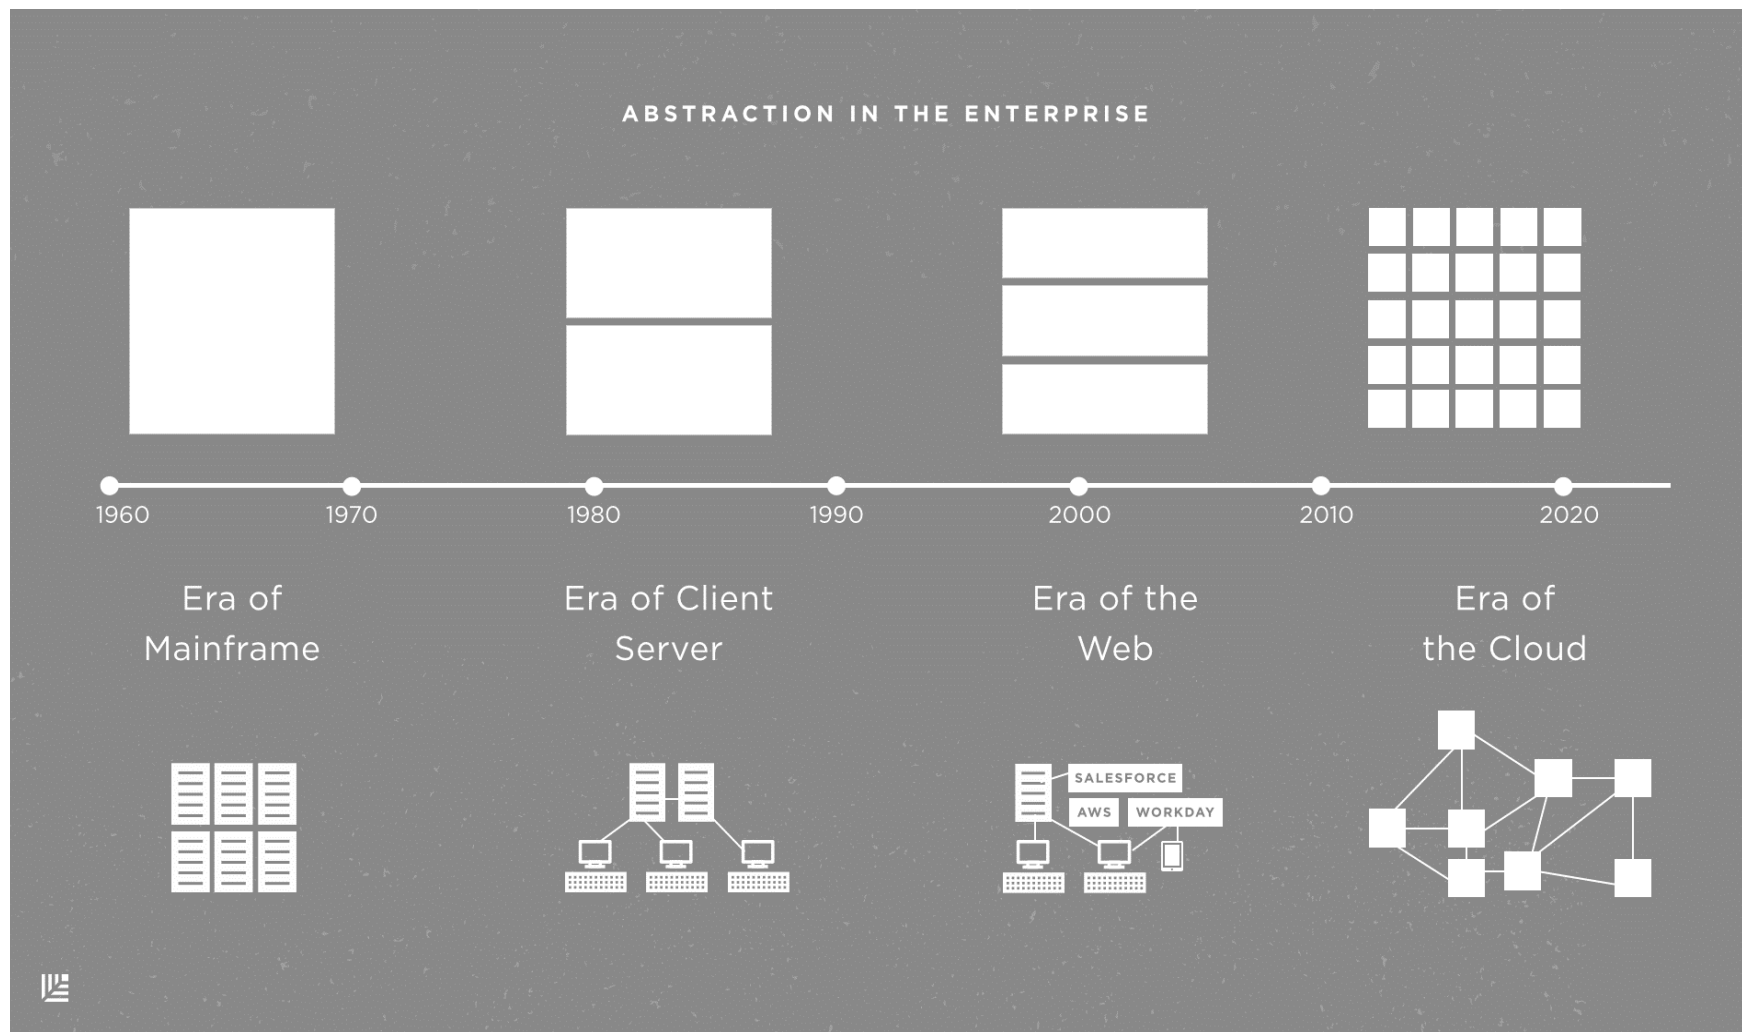 ABSTRACTION IN THE ENTERPRISE
1960 1970 1980 1990 2000 2010 2020
Era of
Mainframe
Era of Client
Server
Era of the
Web
Era of
the Cloud
SALESFORCE
AWS WORKDAY